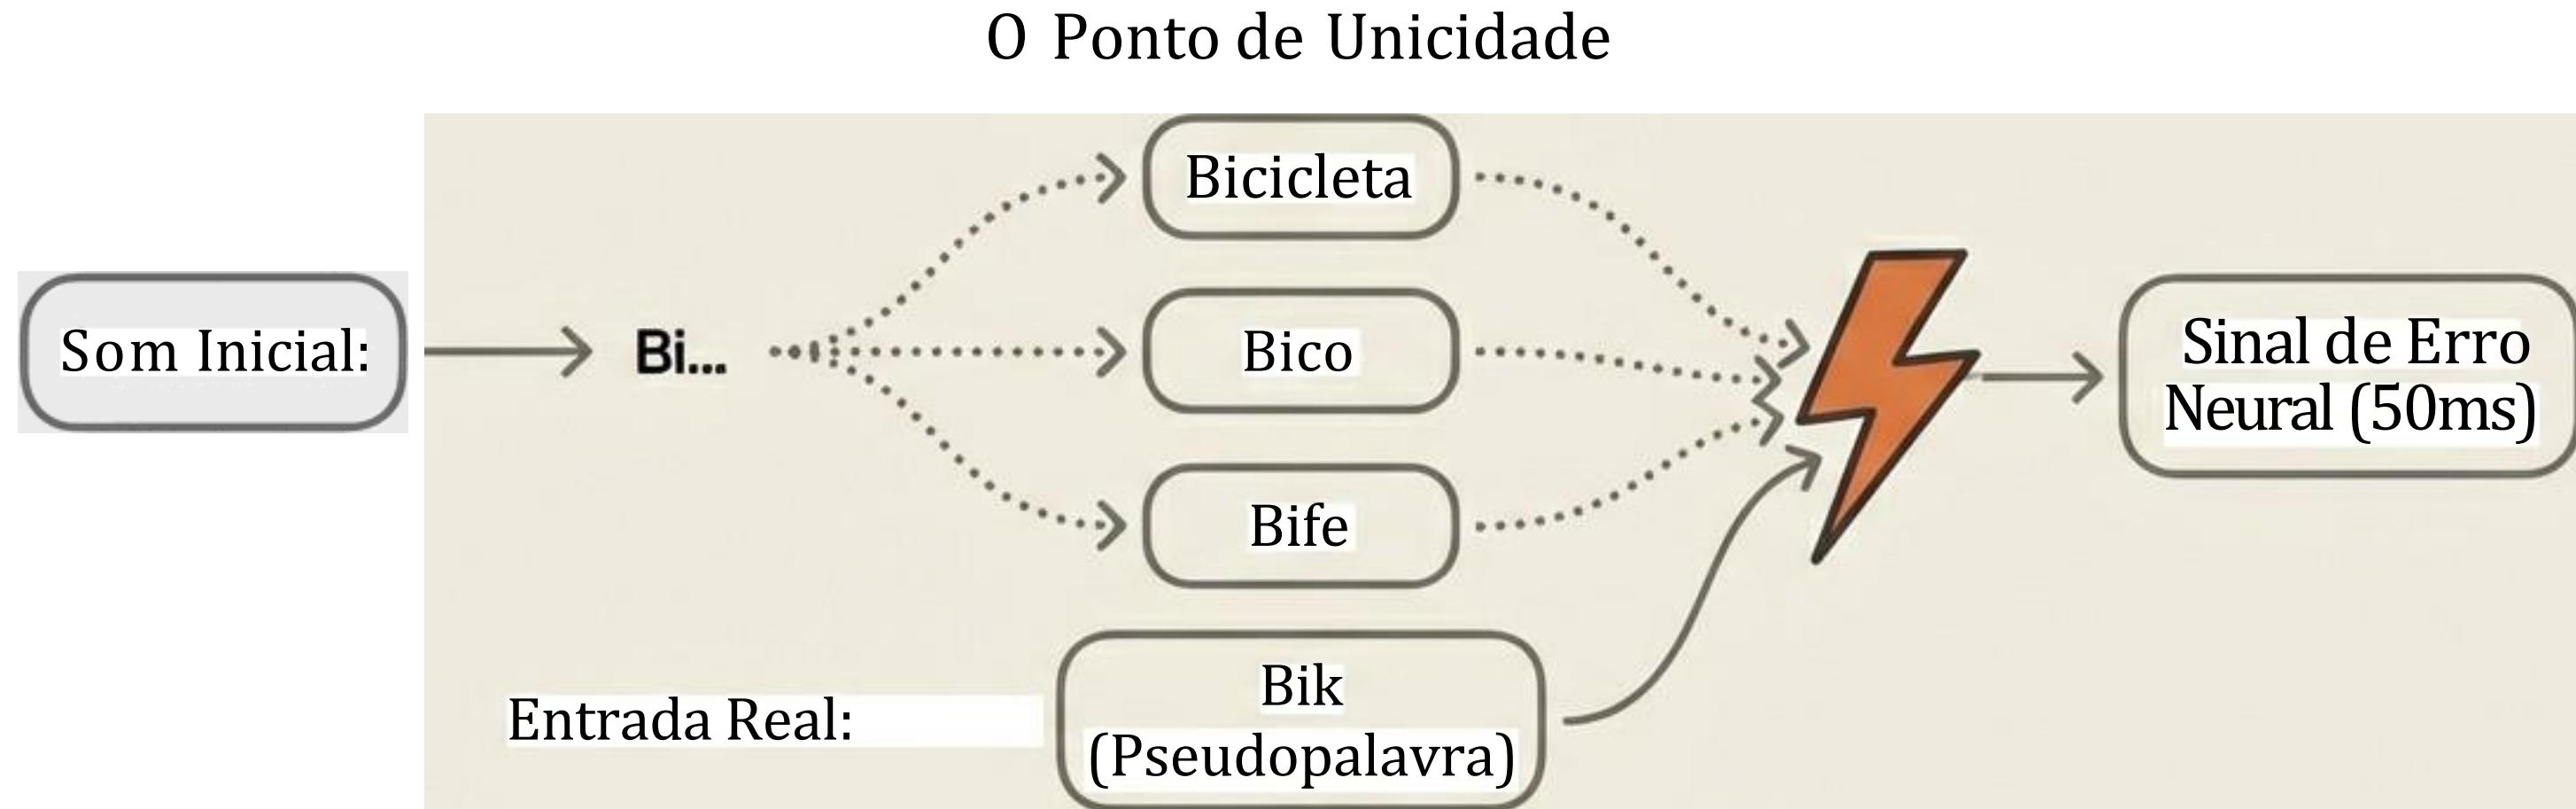 O Ponto de Unicidade
Bicicleta
Som Inicial:
Bi...
Bico
Sinal de Erro
Neural (50ms)
Bife
Entrada Real:
Bik
(Pseudopalavra)